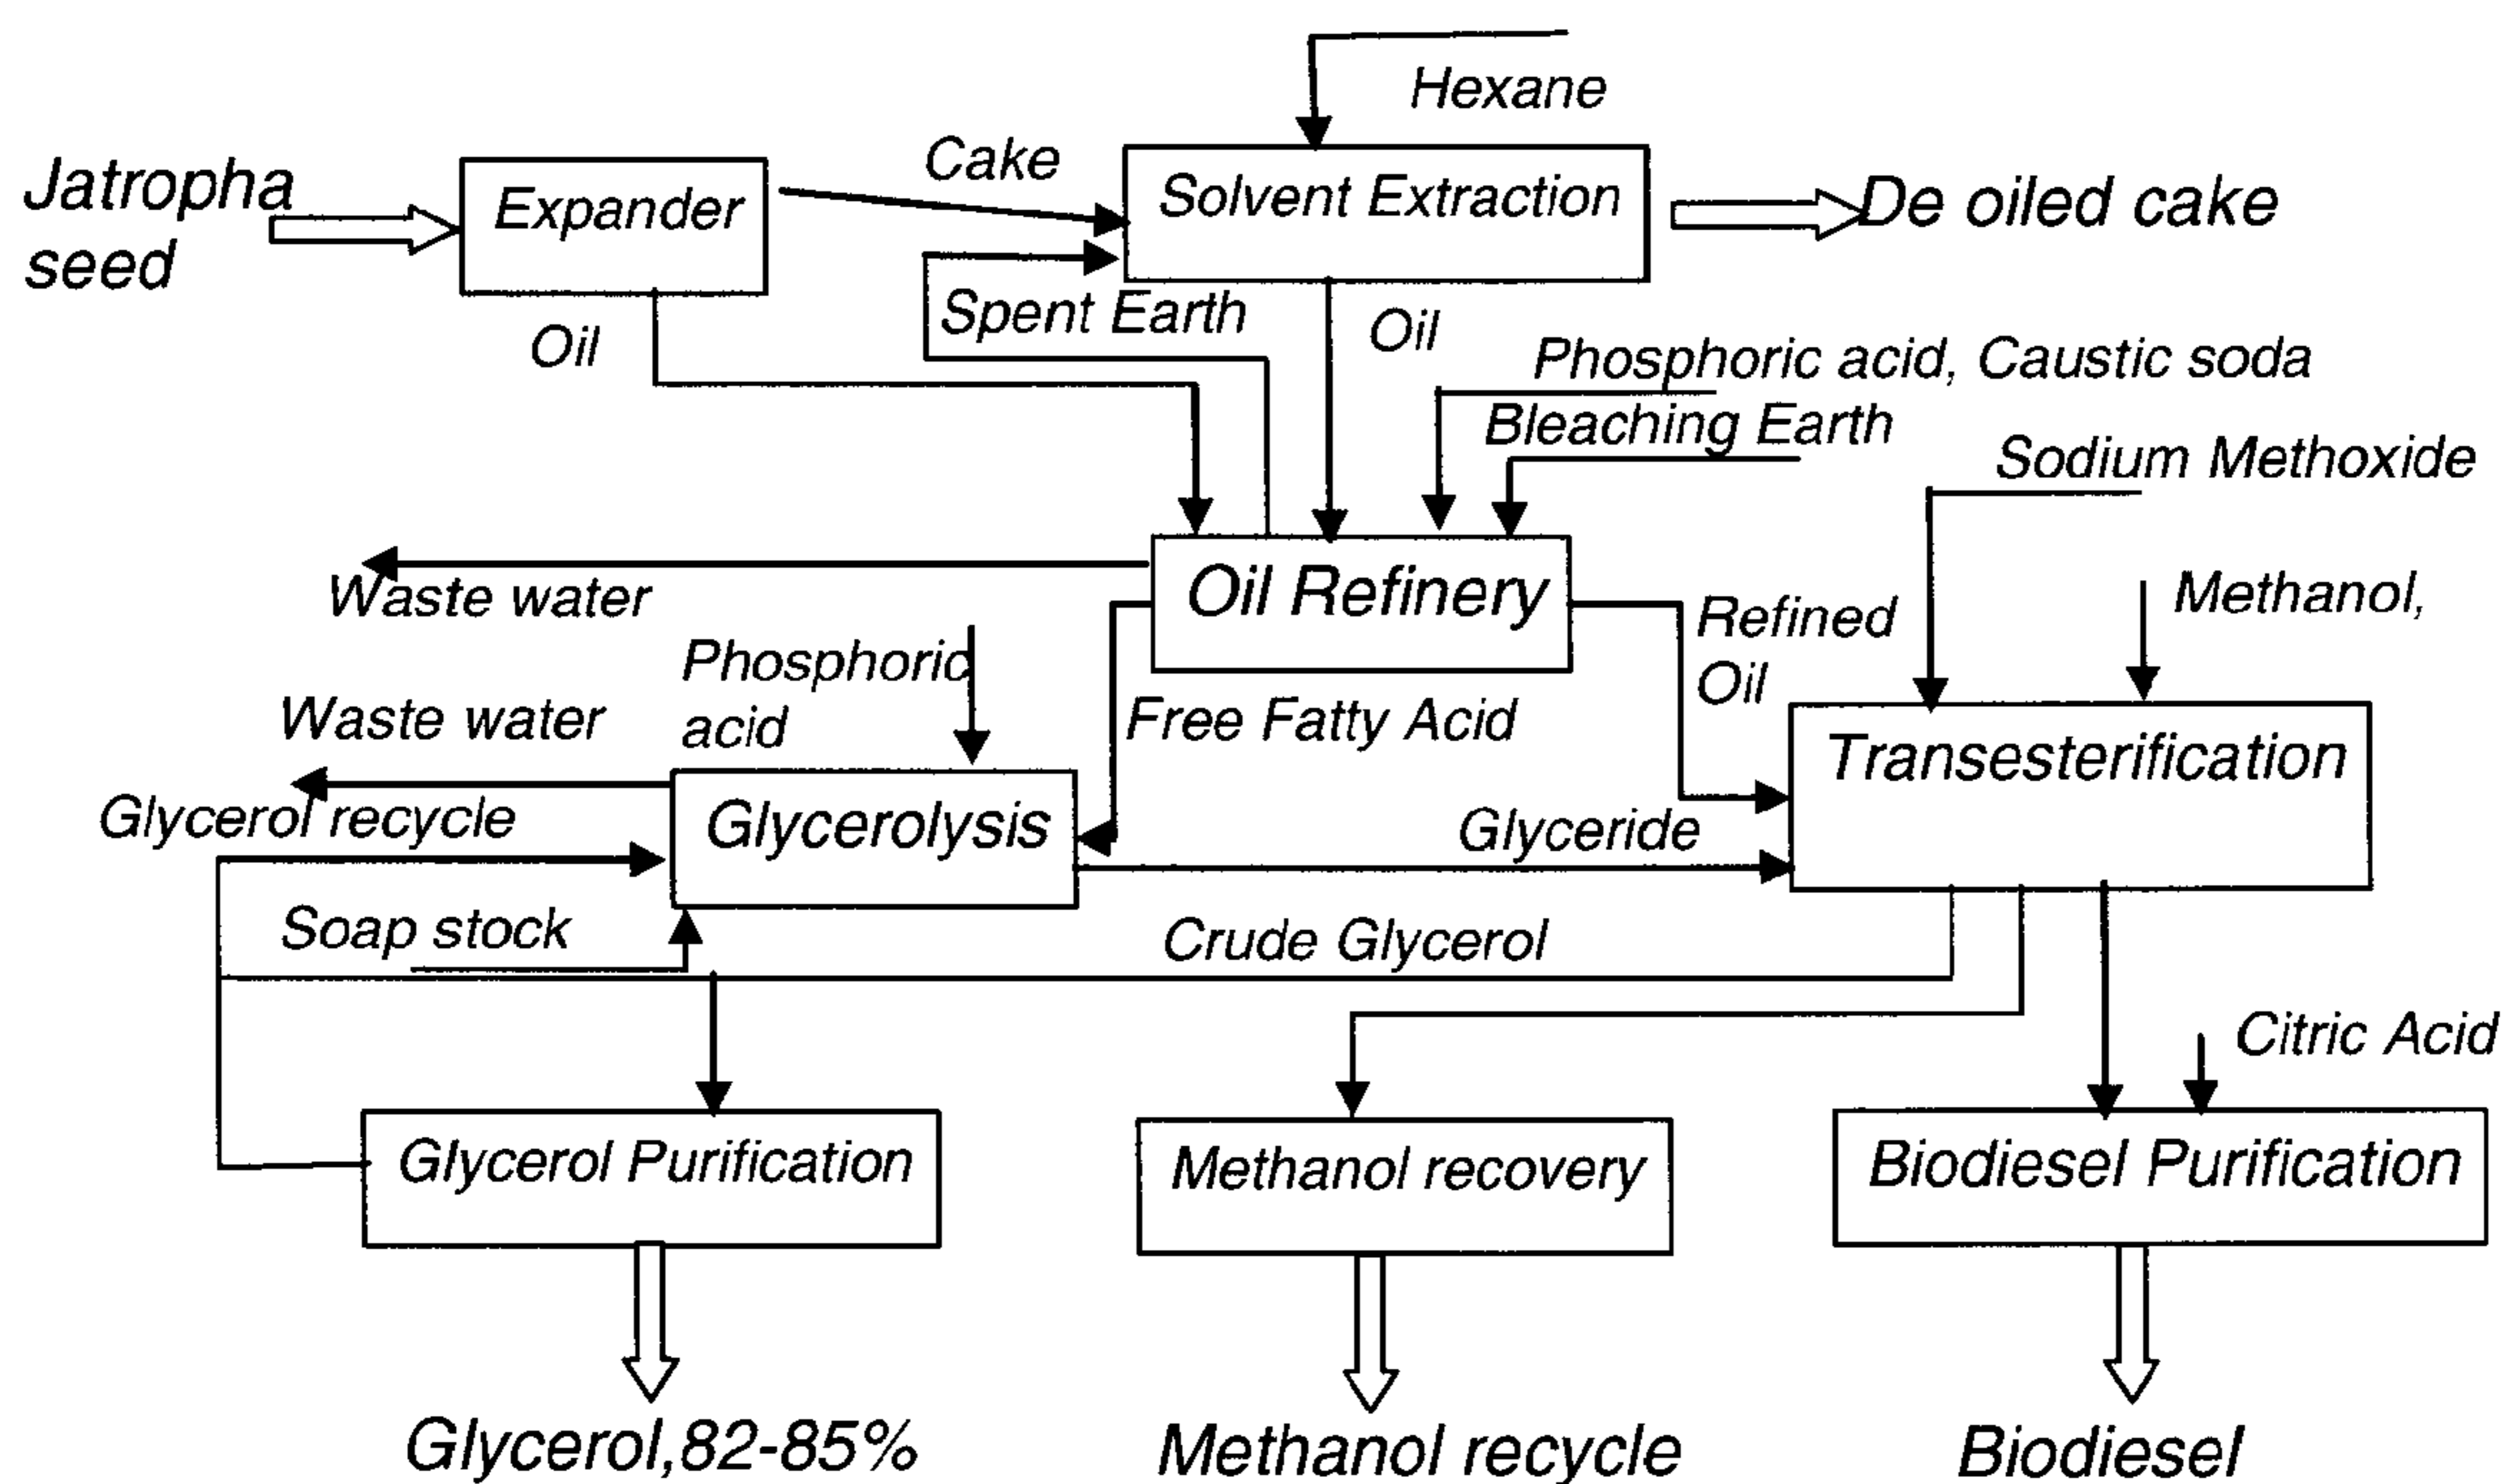 Hexane
Cake
Jatropha
seed
Expander
Solvent Extraction
De oiled cake
Spent Earth
Oil
Oil
Phosphoric acid, Caustic soda
Bleaching Earth
Sodium Methoxide
Waste water
Oil Refinery
Methanol,
Refined
Oil
Phosphoric
acid
Waste water
Free Fatty Acid
Transesterification
Glycerol recycle
Glycerolysis
Glyceride
Soap stock
Crude Glycerol
Citric Acid
Glycerol Purification
Methanol recovery
Biodiesel Purification
Glycerol,82-85%
Methanol recycle
Biodiesel